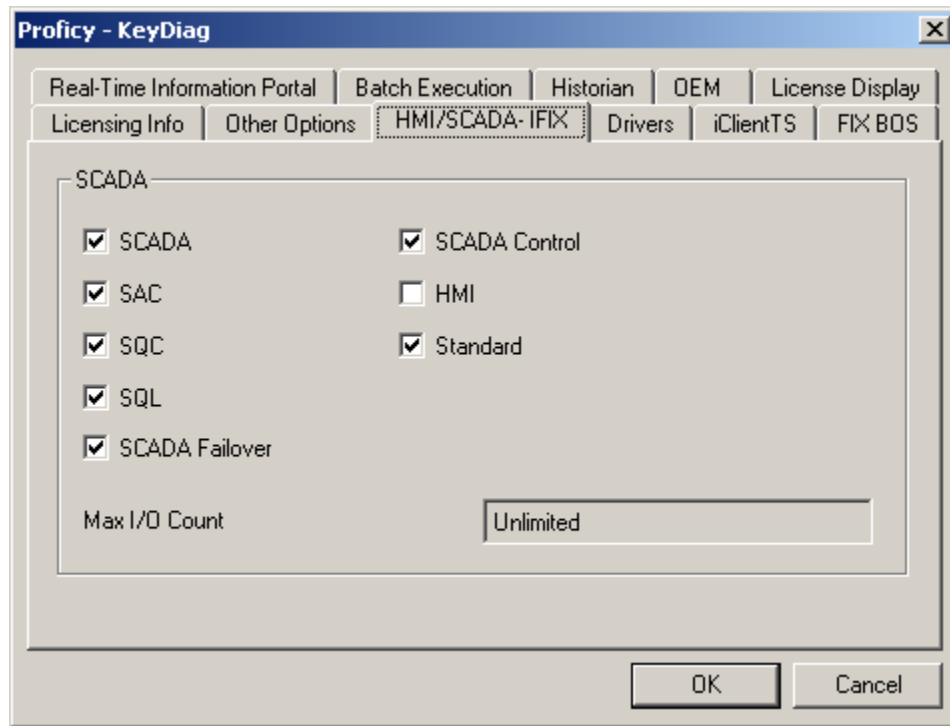 Proficy - KeyDiag
Real-Time Information Portal Batch Execution Historian OEM License Display
Licensing Info Other Options HMI/SCADA- IFIX Drivers iClientTS FIX BOS
SCADA
SCADA SCADA Control
SAC HMI
SQC Standard
SQL
SCADA Failover
Max I/O Count Unlimited
OK Cancel